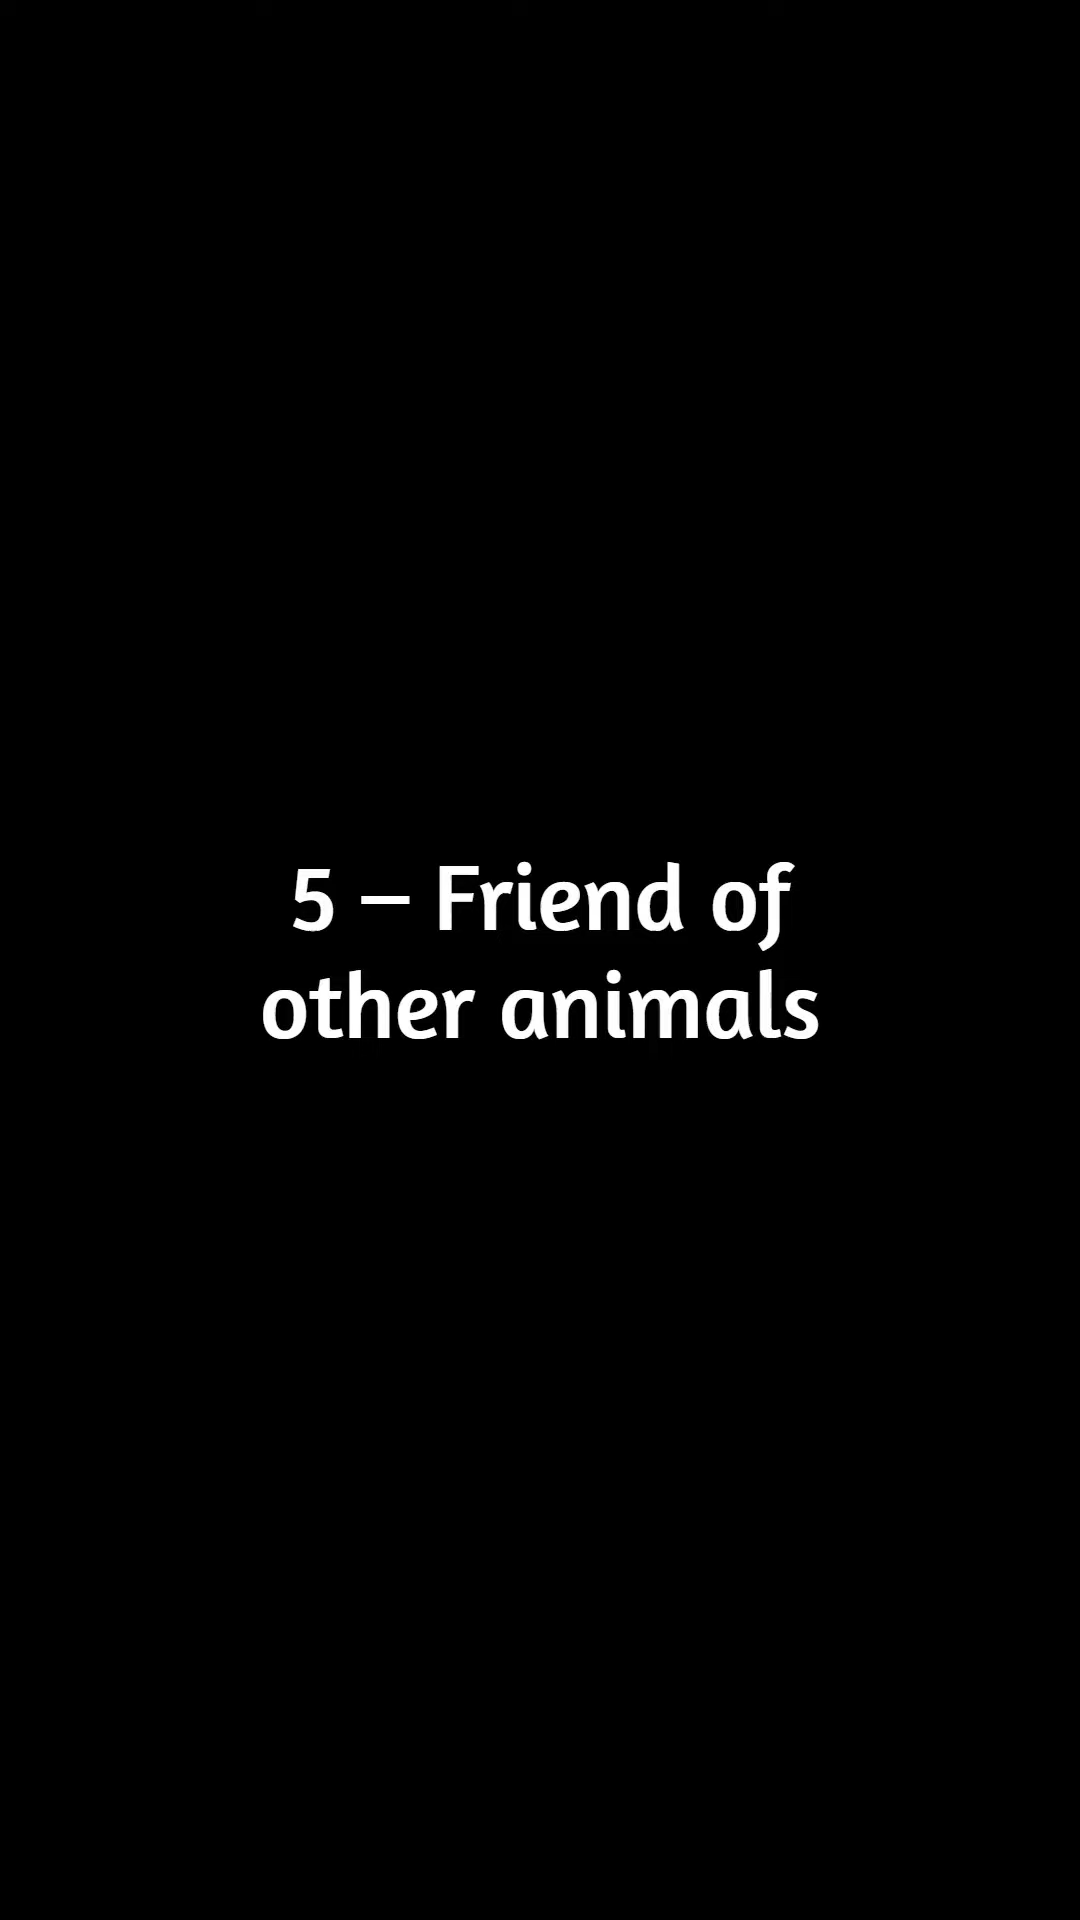 5 – Friend of
other animals